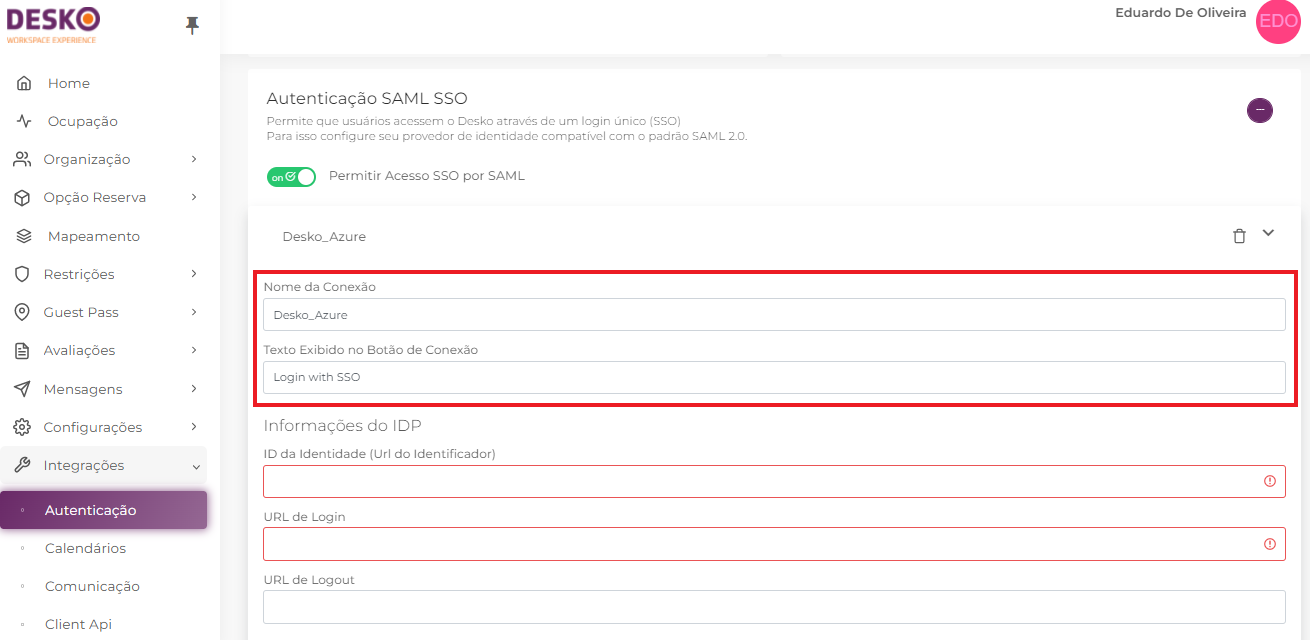 DESKO
WORKSPACE EXPERIENCE
Eduardo De Oliveira
EDO
Home
Ocupação
Organização
Opção Reserva
Mapeamento
Restrições
Guest Pass
Avaliações
Mensagens
Configurações
Integrações
Autenticação
Calendários
Comunicação
Client Api
Autenticação SAML SSO
Permite que usuários acessem o Desko através de um login único (SSO)
Para isso configure seu provedor de identidade compatível com o padrão SAML 2.0.
on
Permitir Acesso SSO por SAML
Desko_Azure
Nome da Conexão
Desko_Azure
Texto Exibido no Botão de Conexão
Login with SSO
Informações do IDP
ID da Identidade (Url do Identificador)
URL de Login
URL de Logout